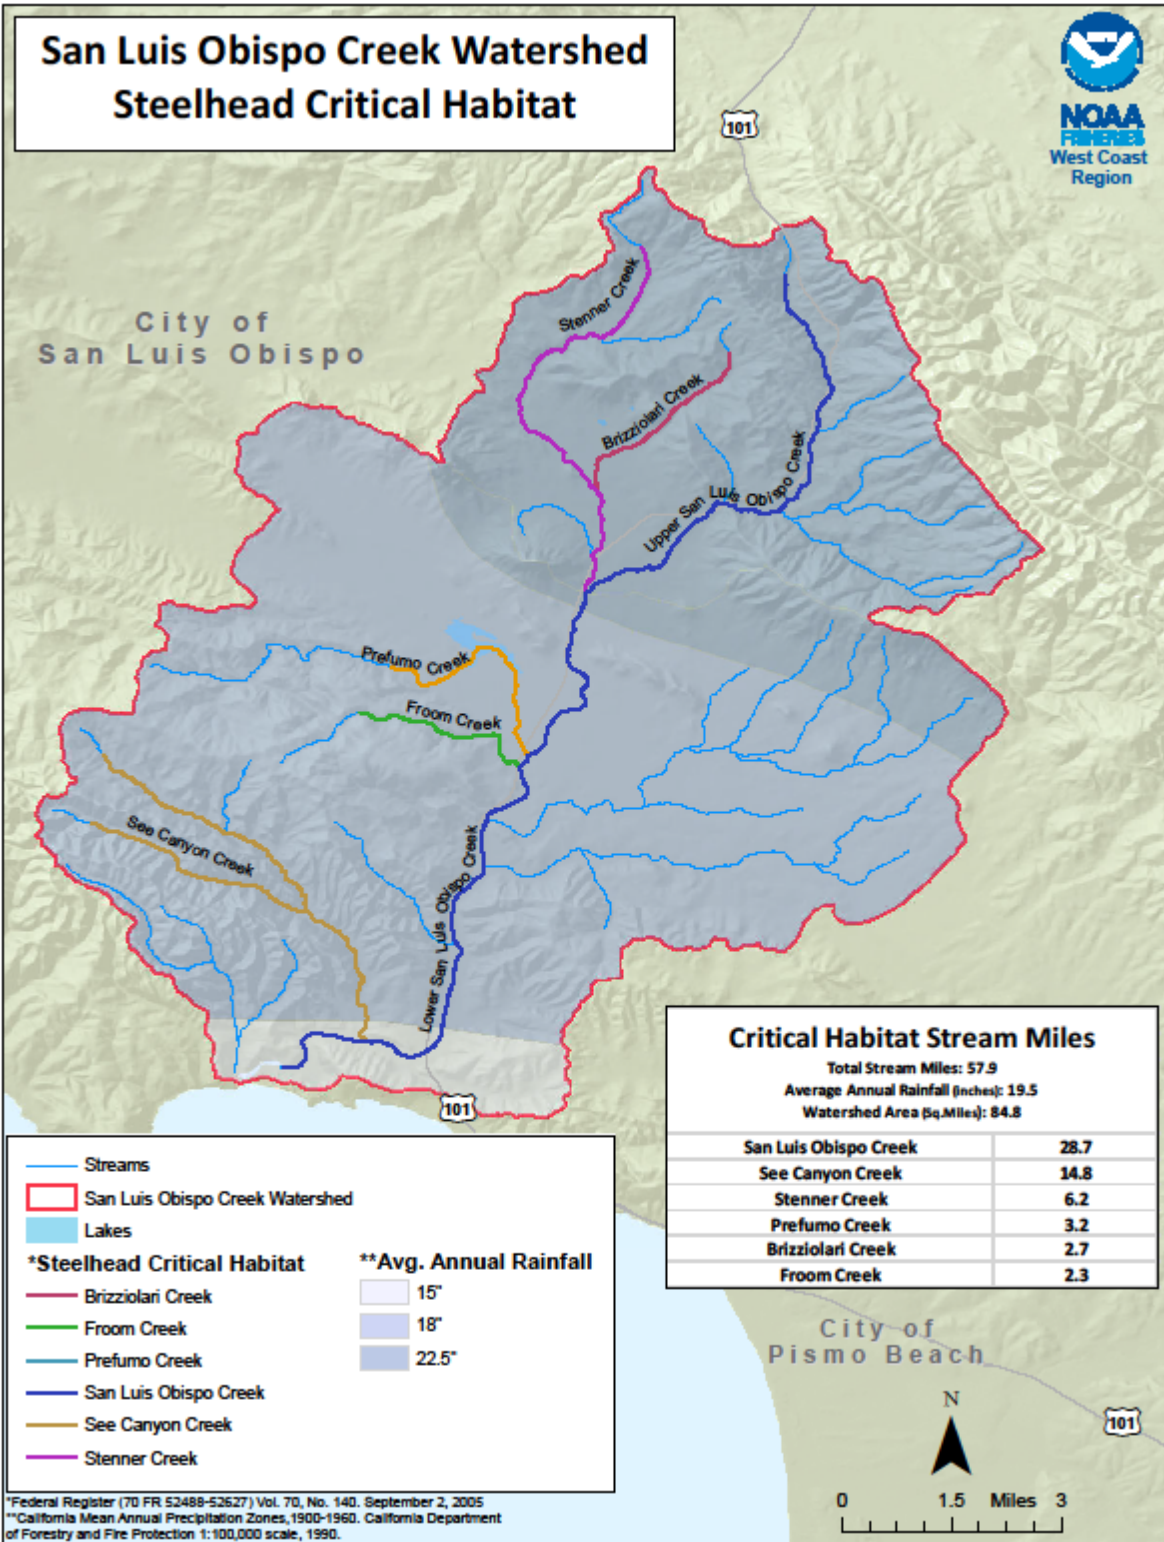 San Luis Obispo Creek Watershed
Steelhead Critical Habitat
NOAA
FISHERIES
West Coast
Region
101
City of
San Luis Obispo
Stenner Creek
Brizziolari Creek
Upper San Luis Obispo Creek
Prefumo Creek
Froom Creek
See Canyon Creek
Lower San Luis Obispo Creek
101
Critical Habitat Stream Miles
Total Stream Miles: 57.9
Average Annual Rainfall (inches): 19.5
Watershed Area (Sq.Miles): 84.8
San Luis Obispo Creek 28.7
See Canyon Creek 14.8
Stenner Creek 6.2
Prefumo Creek 3.2
Brizziolari Creek 2.7
Froom Creek 2.3
Streams
San Luis Obispo Creek Watershed
Lakes
*Steelhead Critical Habitat
Brizziolari Creek
Froom Creek
Prefumo Creek
San Luis Obispo Creek
See Canyon Creek
Stenner Creek
**Avg. Annual Rainfall
15"
18"
22.5"
City of
Pismo Beach
101
N
0 1.5 Miles 3
*Federal Register (70 FR 52488-52627) Vol. 70, No. 140. September 2, 2005
**California Mean Annual Precipitation Zones,1900-1960. California Department
of Forestry and Fire Protection 1:100,000 scale, 1990.